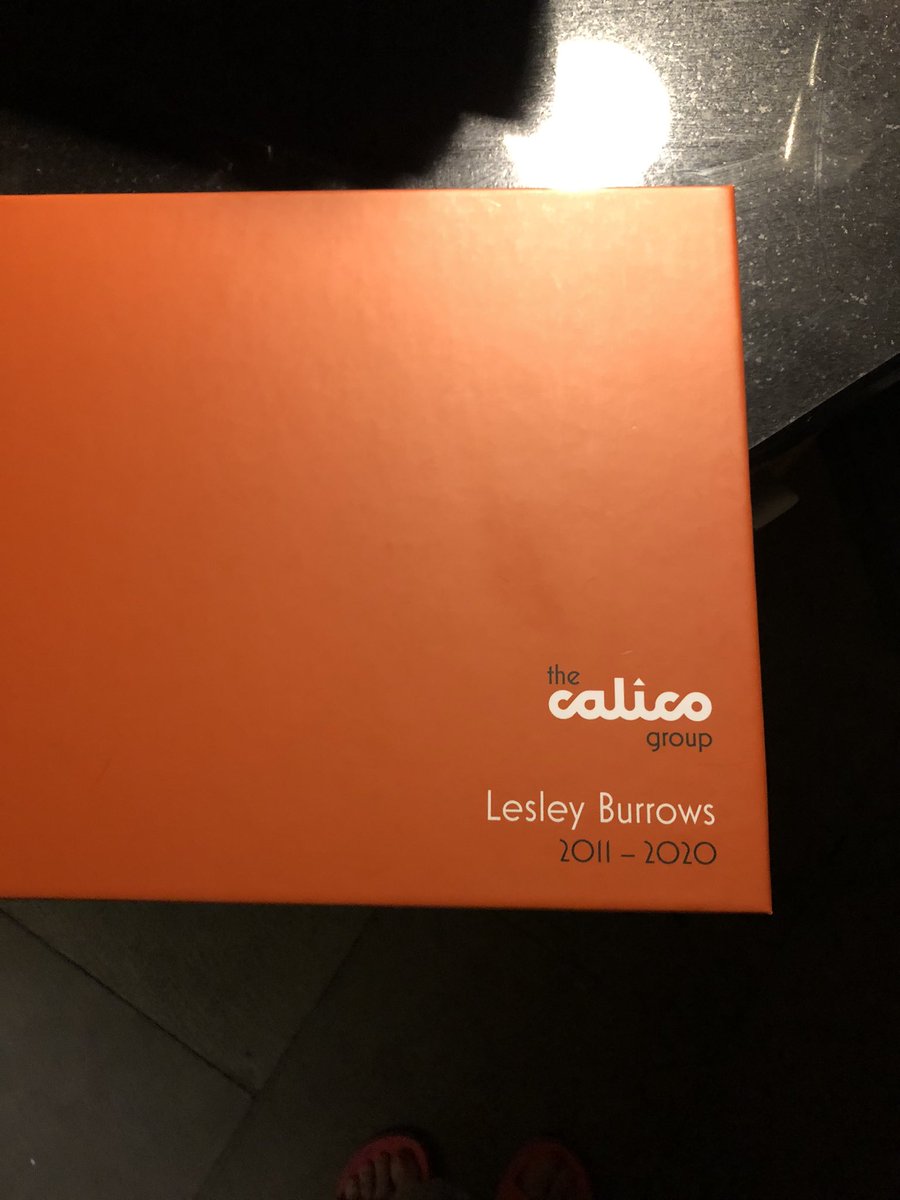 the
calico
group
Lesley Burrows
2011 – 2020